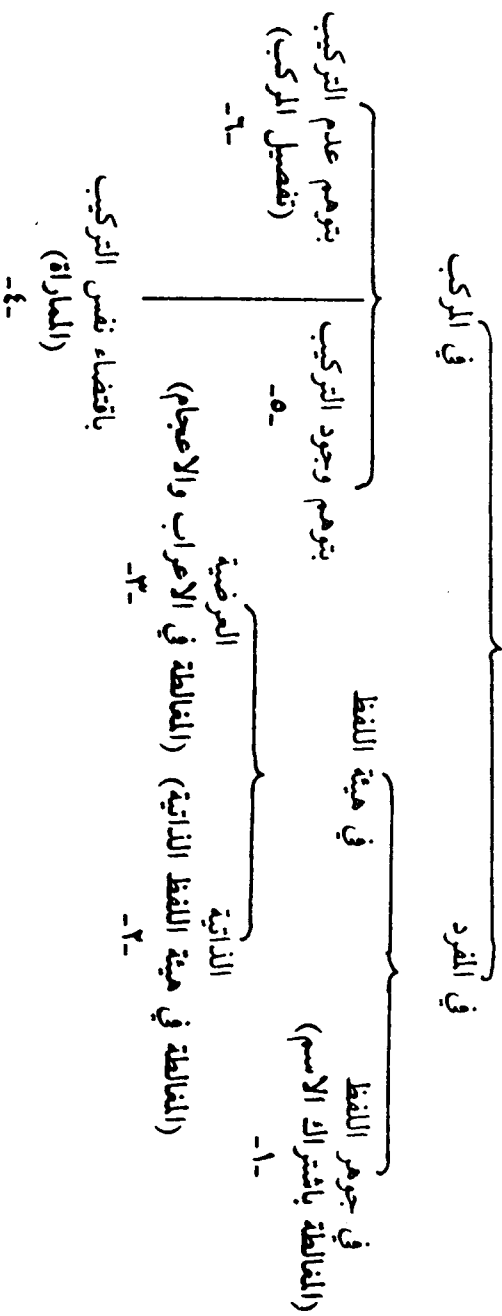 في المفرد
في المركب
في جوهر اللفظ
(المغالطة باشتراك الاسم)
-١-
في هيئة اللفظ
الذاتية
(المغالطة في هيئة اللفظ الذاتية)
-٢-
العرضية
(المغالطة في الاعراب والاعجام)
-٣-
باقتضاء نفس التركيب
(المماراة)
-٤-
بتوهم وجود التركيب
-٥-
بتوهم عدم التركيب
(تفصيل المركب)
-٦-